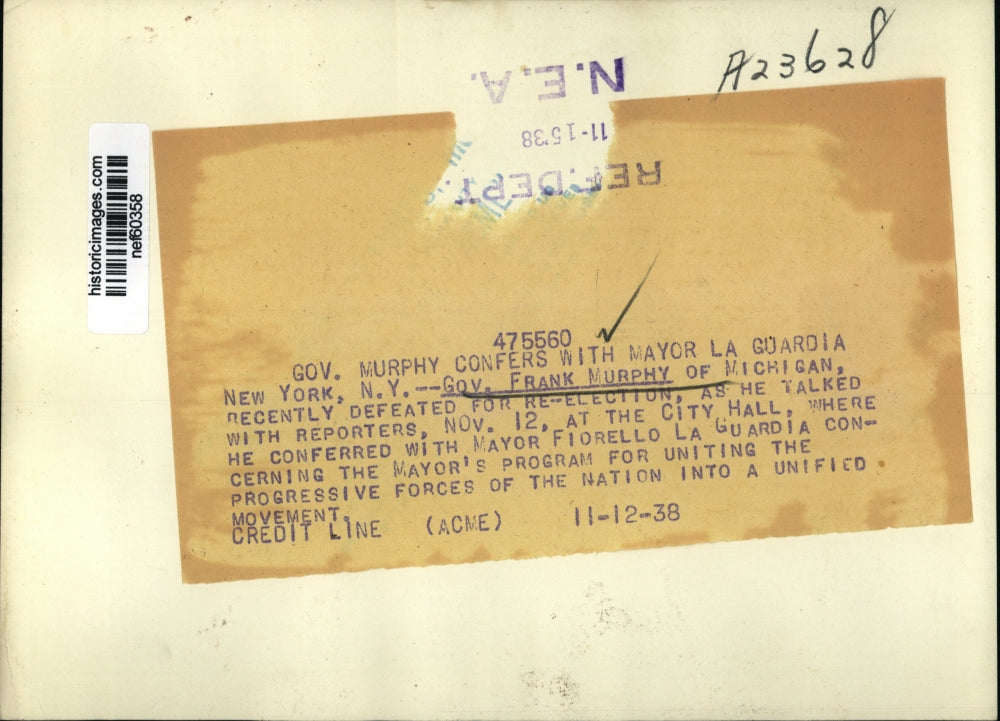 A23628
N.E.A.
11-15'38
REF. DEPT.
historicimages.com
nef60358
475560
GOV. MURPHY CONFERS WITH MAYOR LA GUARDIA
NEW YORK, N.Y.--GOV. FRANK MURPHY OF MICHIGAN,
RECENTLY DEFEATED FOR RE-ELECTION, AS HE TALKED
WITH REPORTERS, NOV. 12, AT THE CITY HALL, WHERE
HE CONFERRED WITH MAYOR FIORELLO LA GUARDIA CON-
CERNING THE MAYOR'S PROGRAM FOR UNITING THE
PROGRESSIVE FORCES OF THE NATION INTO A UNIFIED
MOVEMENT.
CREDIT LINE (ACME) 11-12-38